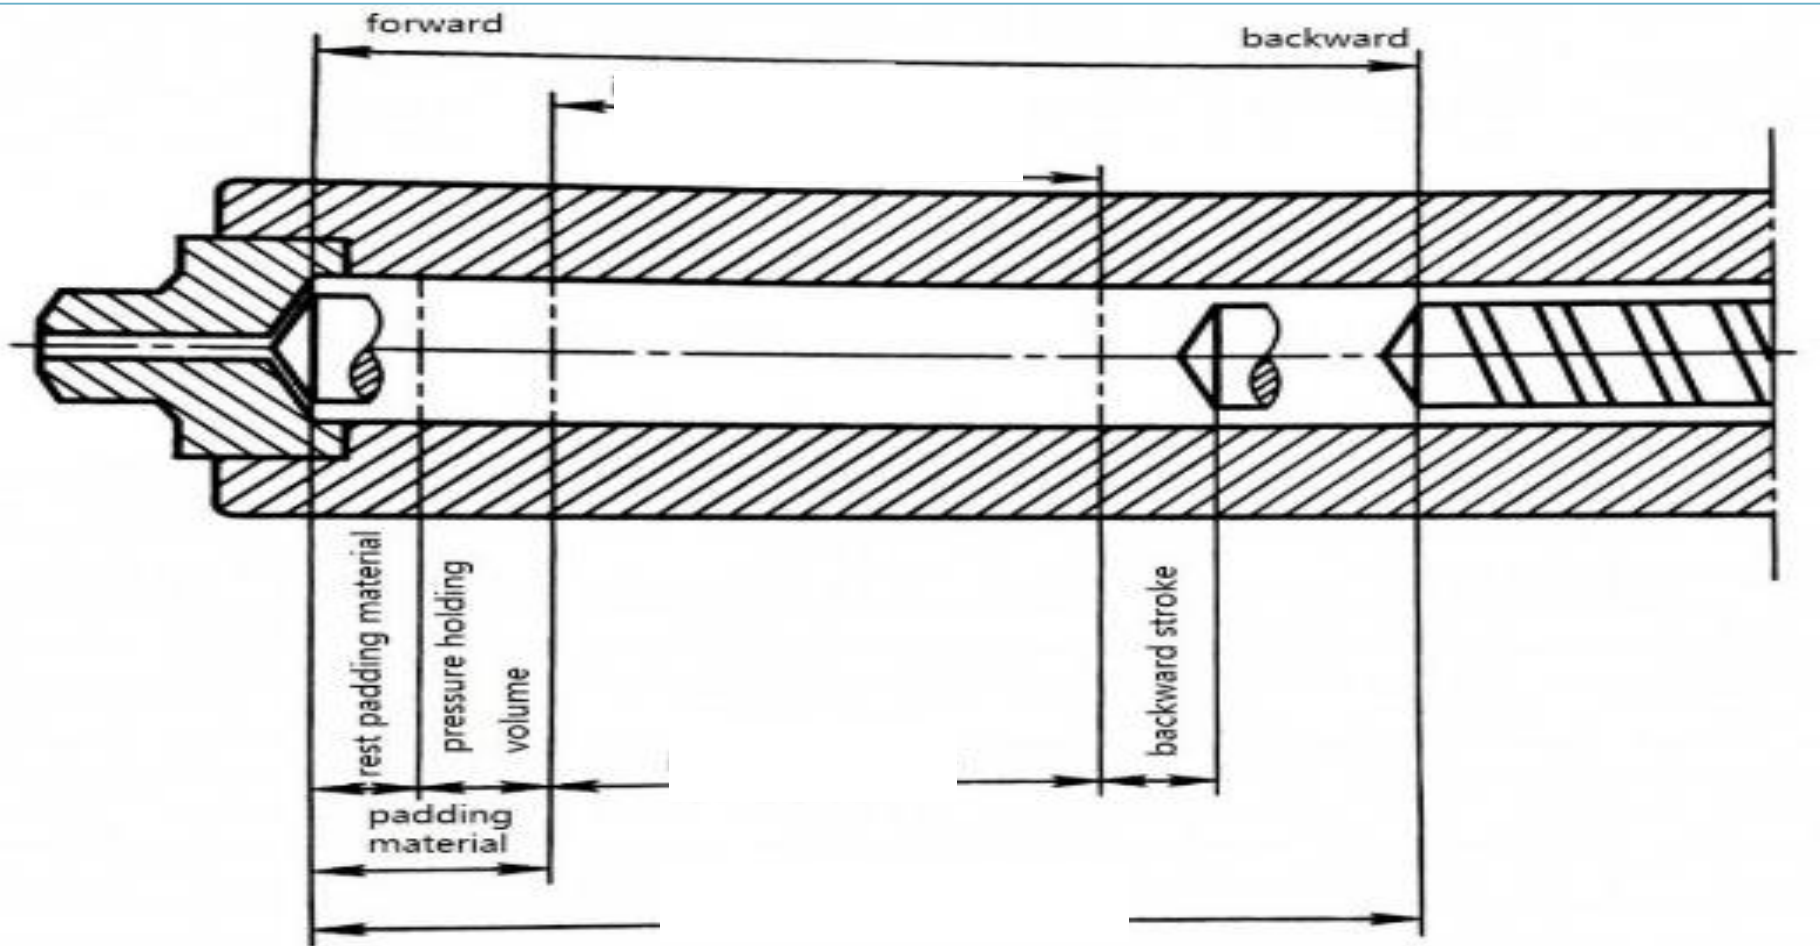 forward
backward
rest padding material
pressure holding
volume
backward stroke
padding
material